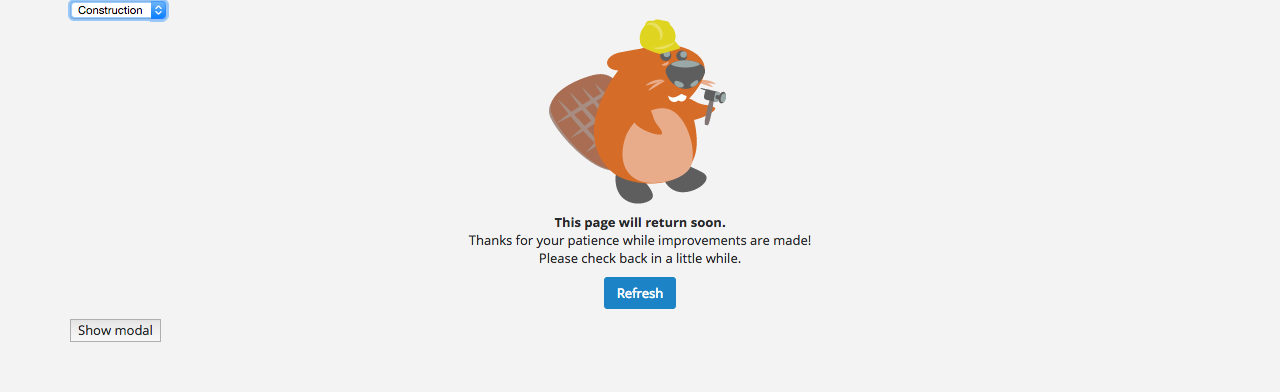 Construction
This page will return soon.
Thanks for your patience while improvements are made!
Please check back in a little while.
Refresh
Show modal